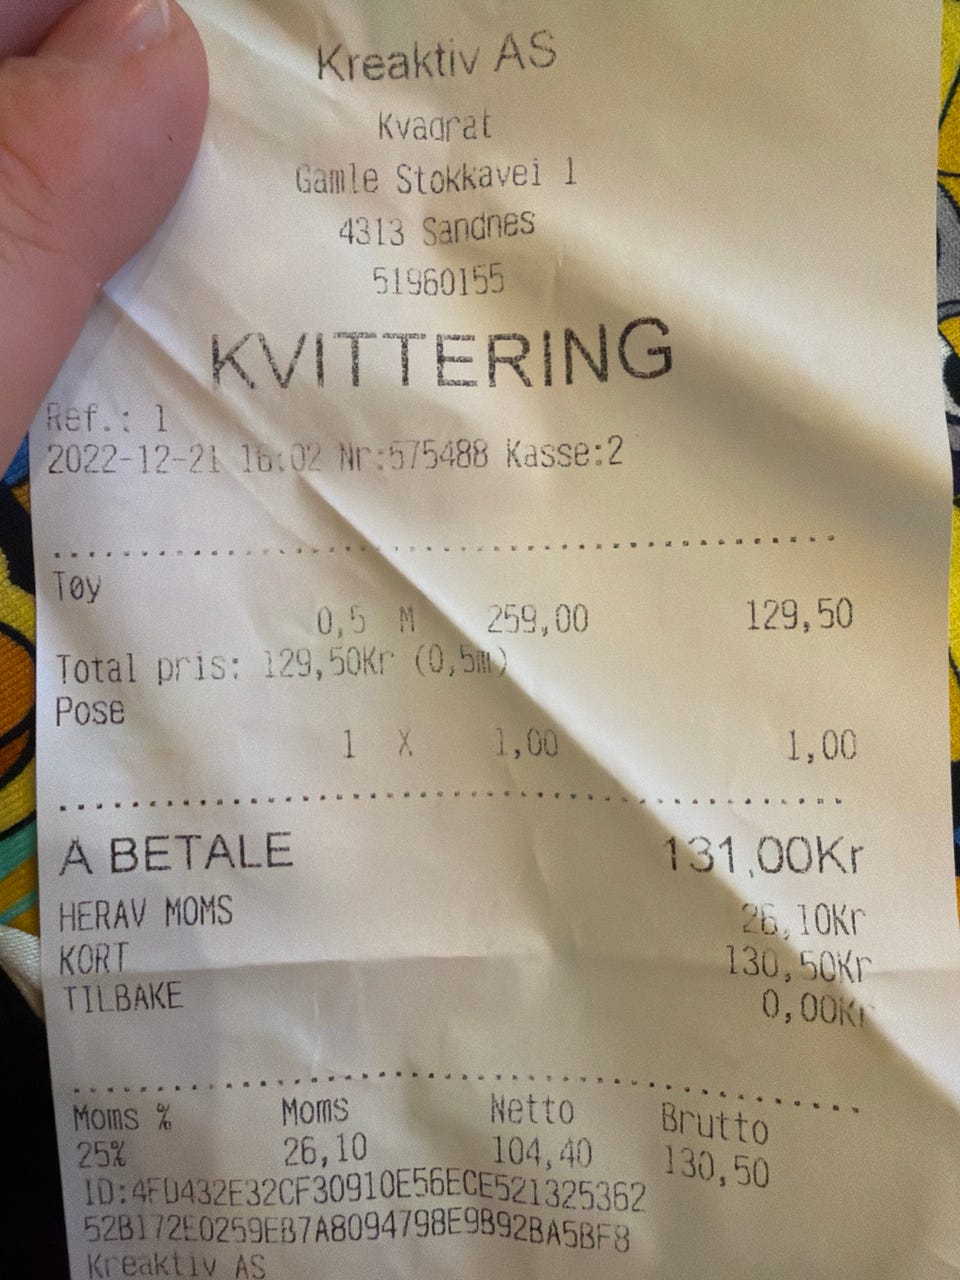 Kreaktiv AS
Kvadrat
Gamle Stokkavei 1
4313 Sandnes
51960155
KVITTERING
Ref.: 1
2022-12-21 16:02 Nr:575488 Kasse:2
Tøy
0,5 M 259,00 129,50
Total pris: 129,50Kr (0,5m)
Pose
1 X 1,00 1,00
Å BETALE 131,00Kr
HERAV MOMS 26,10Kr
KORT 130,50Kr
TILBAKE 0,00Kr
Moms % Moms Netto Brutto
25% 26,10 104,40 130,50
ID:4FD432E32CF30910E56ECE521325362
52B172E0259EB7A8094798E9B92BA5BF8
Kreaktiv AS